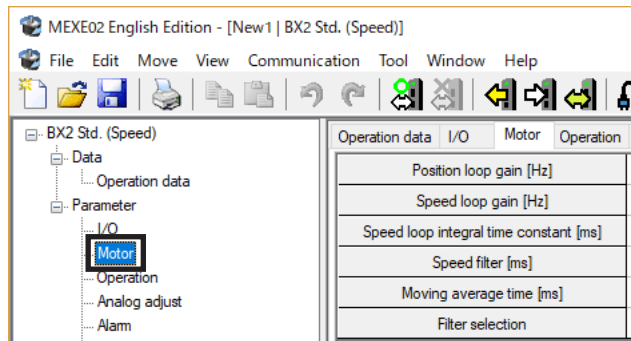 MEXE02 English Edition - [New1 | BX2 Std. (Speed)]
File Edit Move View Communication Tool Window Help
BX2 Std. (Speed)
Data
Operation data
Parameter
I/O
Motor
Operation
Analog adjust
Alarm
Operation data I/O Motor Operation
Position loop gain [Hz]
Speed loop gain [Hz]
Speed loop integral time constant [ms]
Speed filter [ms]
Moving average time [ms]
Filter selection